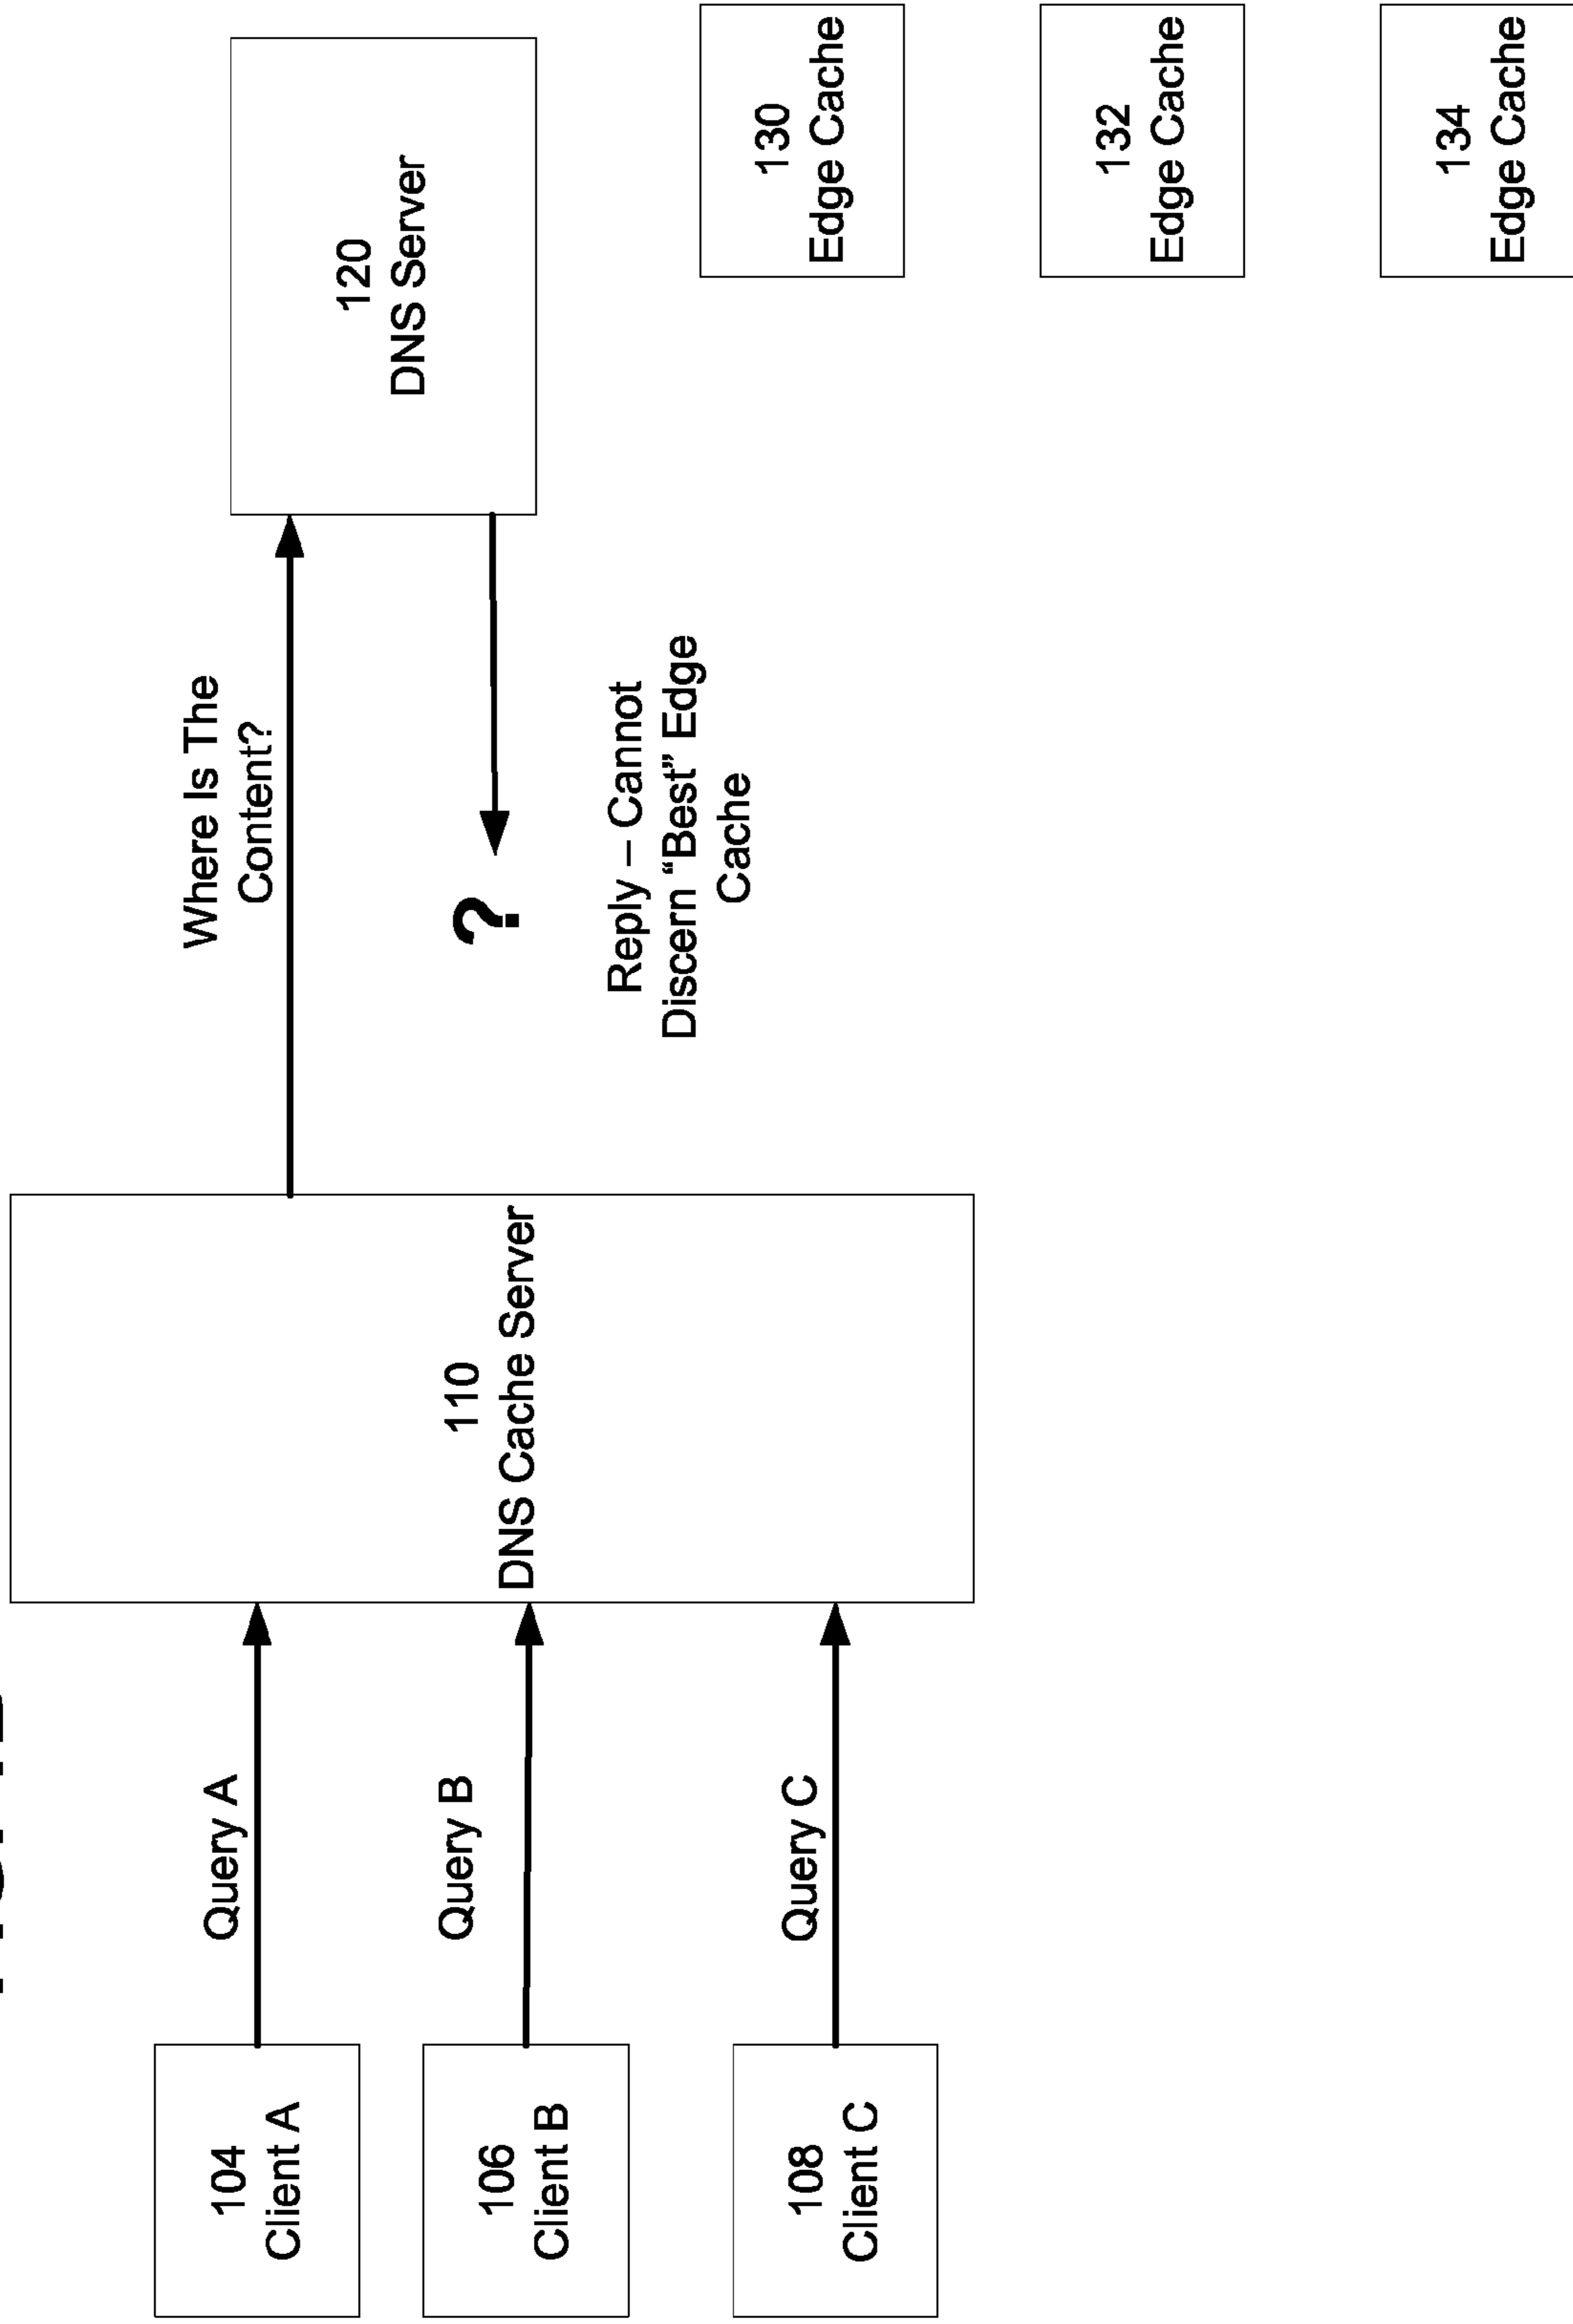 104
Client A
106
Client B
108
Client C
Query A
Query B
Query C
110
DNS Cache Server
Where Is The
Content?
?
Reply – Cannot
Discern “Best” Edge
Cache
120
DNS Server
130
Edge Cache
132
Edge Cache
134
Edge Cache